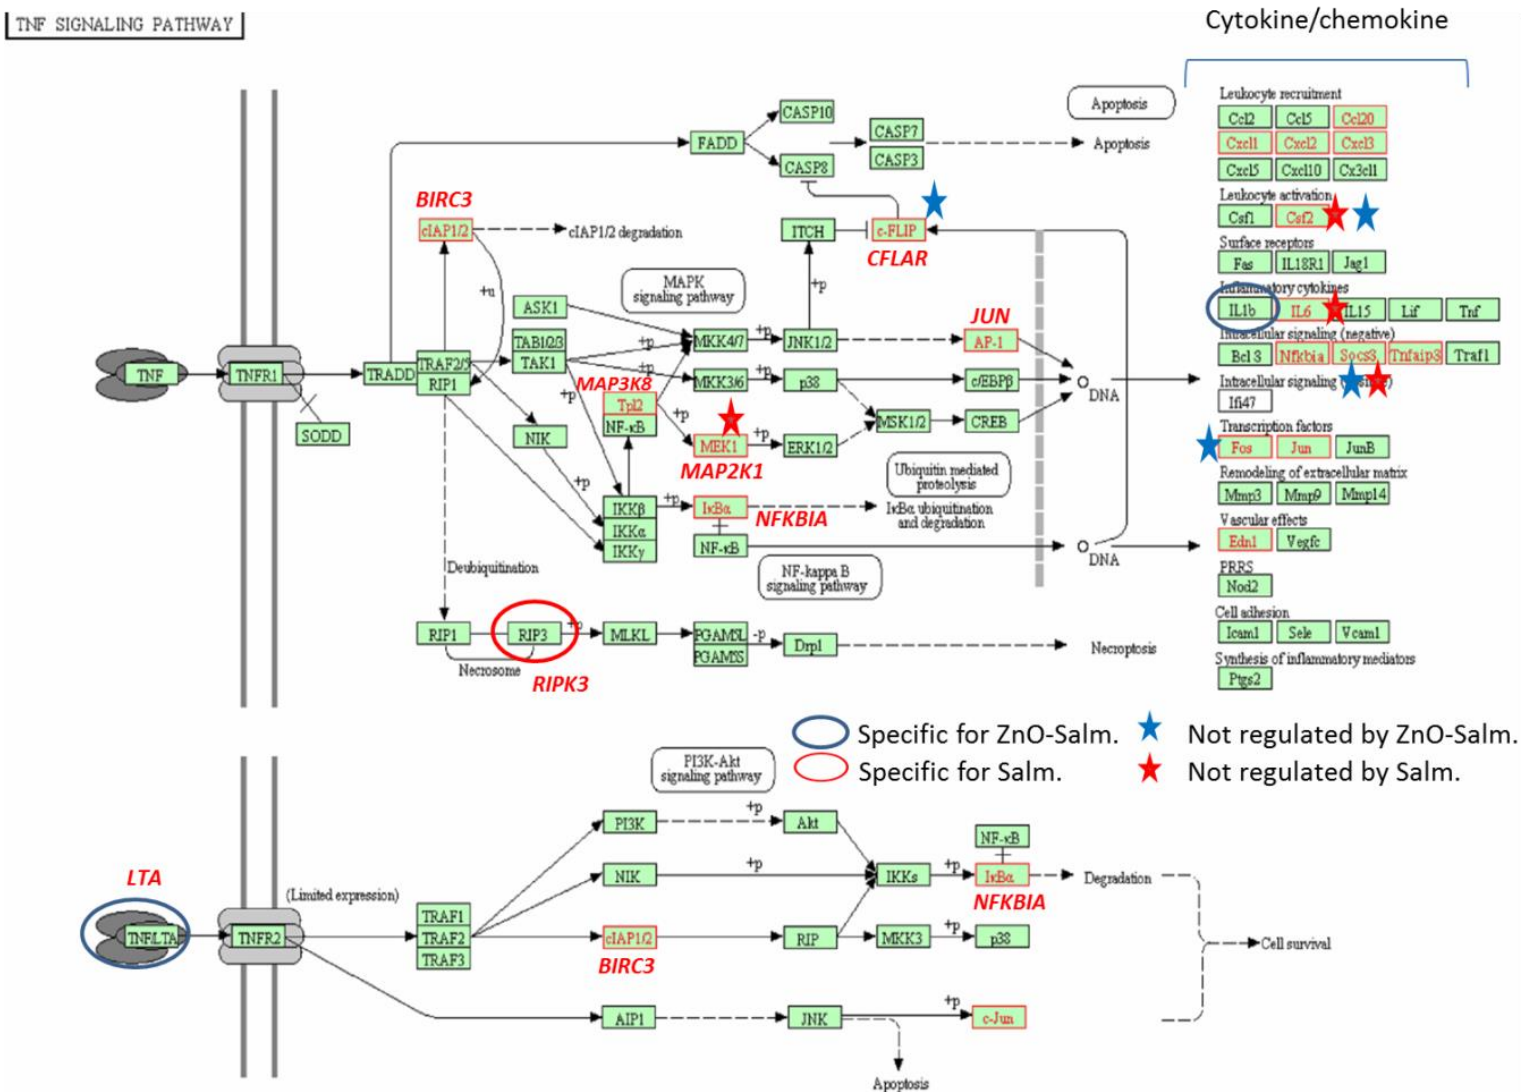 TNF SIGNALING PATHWAY
Cytokine/chemokine
Apoptosis
CASP10
FADD
CASP7
CASP3
Apoptosis
CASP8
BIRC3
cIAP1/2
cIAP1/2 degradation
ITCH
c-FLIP
CFLAR
+u
MAPK
signaling pathway
+p
ASK1
JUN
TAB1/2/3
TAK1
+p
MKK4/7
+p
JNK1/2
AP-1
TNF
TNFR1
TRADD
TRAF2/5
RIP1
+p
MKK3/6
+p
p38
c/EBPβ
DNA
SODD
MAP3K8
Tpl2
NF-κB
+p
+p
MSK1/2
CREB
NIK
MEK1
+p
ERK1/2
MAP2K1
Ubiquitin mediated
proteolysis
+p
IKKβ
IKKα
IKKγ
+p
IκBα
NFKBIA
IκBα ubiquitination
and degradation
NF-κB
DNA
NF-kappa B
signaling pathway
Deubiquitination
RIP1
RIP3
+p
MLKL
PGAM5L
PGAM5S
-p
Drp1
Necroptosis
Necrosome
RIPK3
Leukocyte recruitment
Ccl2 Ccl5 Ccl20
Cxcl1 Cxcl2 Cxcl3
Cxcl5 Cxcl10 Cx3cl1
Leukocyte activation
Csf1 Csf2
Surface receptors
Fas IL18R1 Jag1
Inflammatory cytokines
IL1b IL6 IL15 Lif Tnf
Intracellular signaling (negative)
Bcl3 Nfkbia Socs3 Tnfaip3 Traf1
Intracellular signaling
Ifi47
Transcription factors
Fos Jun JunB
Remodeling of extracellular matrix
Mmp3 Mmp9 Mmp14
Vascular effects
Edn1 Vegfc
PRRS
Nod2
Cell adhesion
Icam1 Sele Vcam1
Synthesis of inflammatory mediators
Ptgs2
Specific for ZnO-Salm.
Not regulated by ZnO-Salm.
Specific for Salm.
Not regulated by Salm.
PI3K-Akt
signaling pathway
PI3K
+p
Akt
NF-κB
LTA
(Limited expression)
NIK
+p
IKKs
+p
IκBα
Degradation
NFKBIA
TNF/LTA
TNFR2
TRAF1
TRAF2
TRAF3
cIAP1/2
BIRC3
RIP
MKK3
+p
p38
Cell survival
AIP1
JNK
+p
c-Jun
Apoptosis